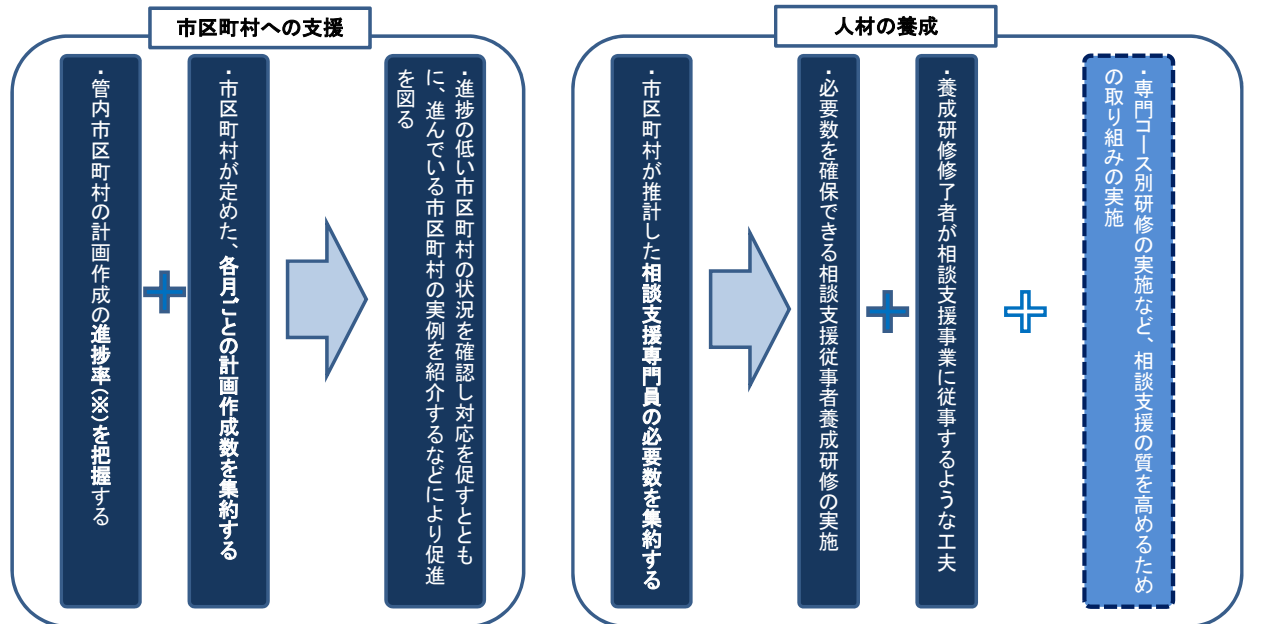 市区町村への支援
・管内市区町村の計画作成の進捗率（※）を把握する
・市区町村が定めた、各月ごとの計画作成数を集約する
・進捗の低い市区町村の状況を確認し対応を促すととも
に、進んでいる市区町村の実例を紹介するなどにより促進
を図る
人材の養成
・市区町村が推計した相談支援専門員の必要数を集約する
・必要数を確保できる相談支援従事者養成研修の実施
・養成研修修了者が相談支援事業に従事するような工夫
・専門コース別研修の実施など、相談支援の質を高めるため
の取り組みの実施